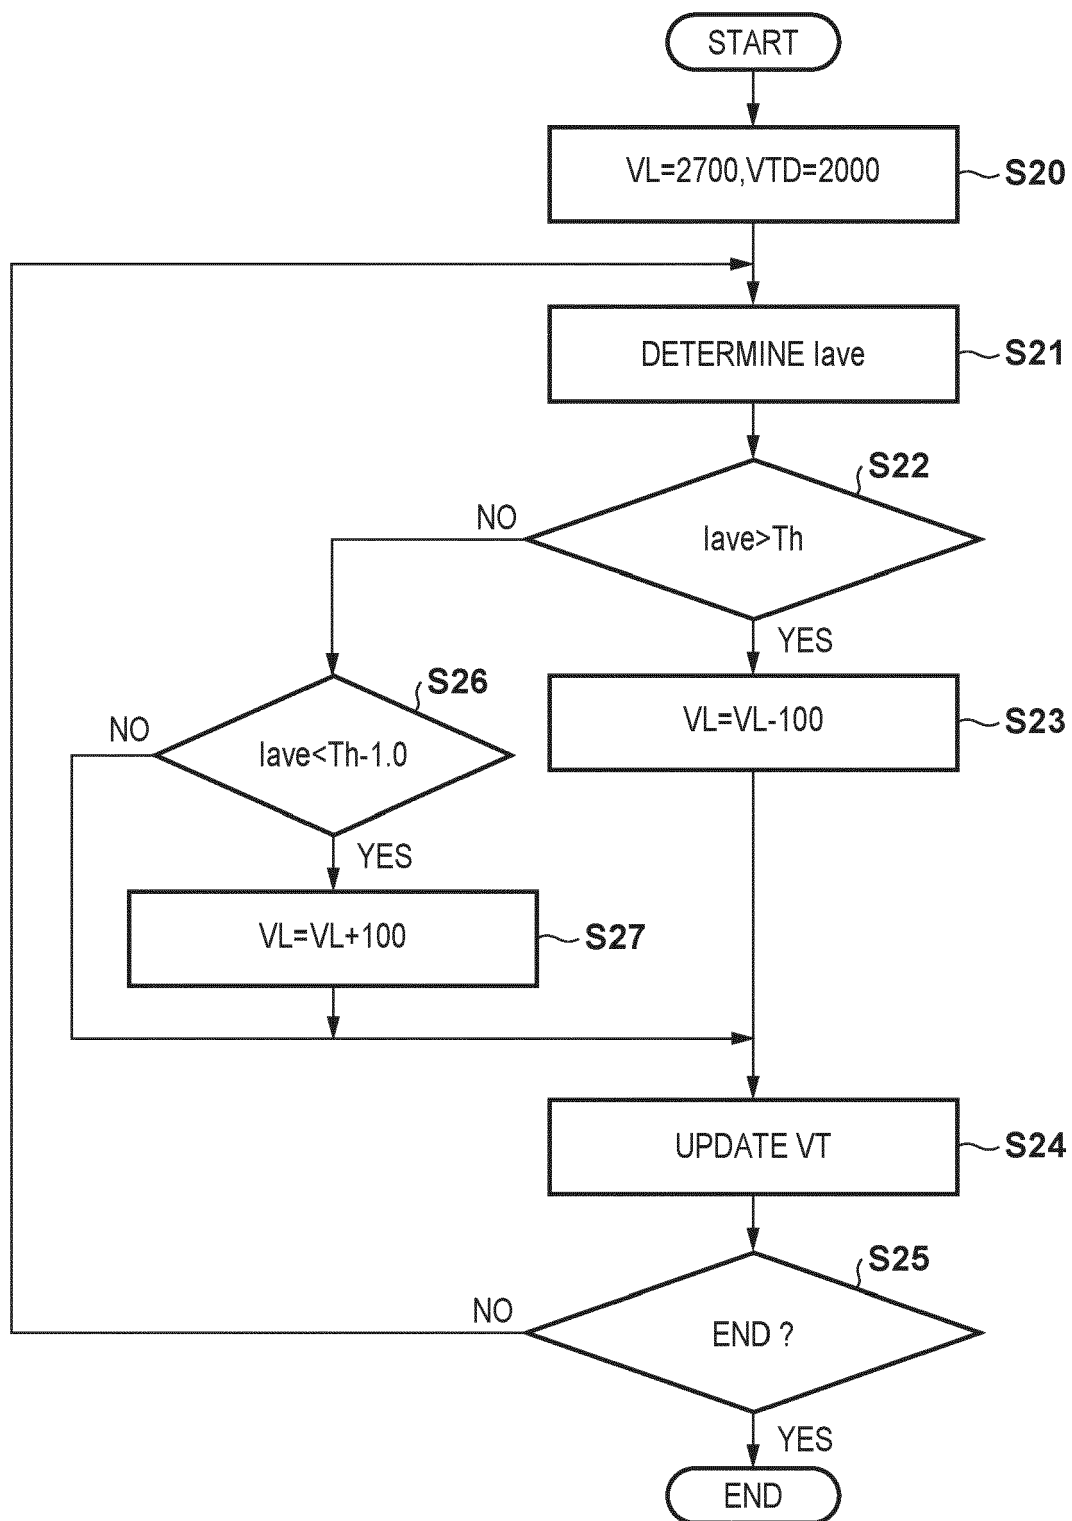 START
VL=2700,VTD=2000
S20
DETERMINE Iave
S21
S22
Iave>Th
NO
YES
VL=VL-100
S23
S26
Iave<Th-1.0
NO
YES
VL=VL+100
S27
UPDATE VT
S24
S25
END ?
NO
YES
END